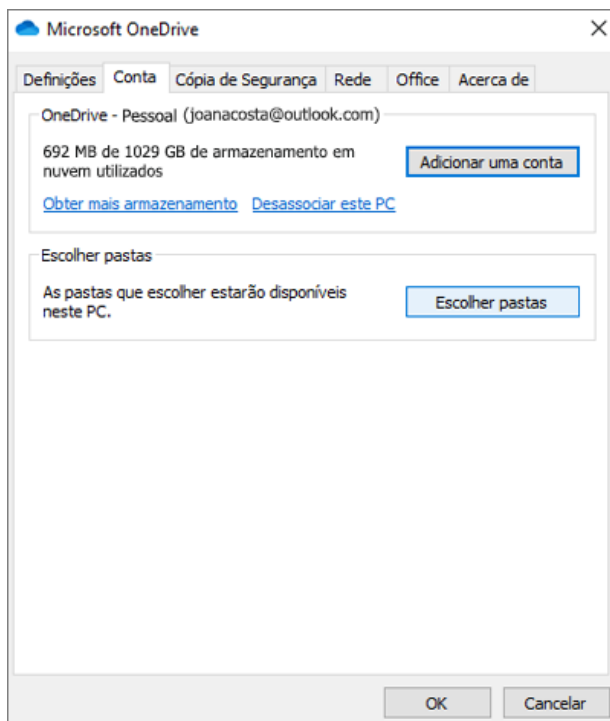 Microsoft OneDrive
Definições Conta Cópia de Segurança Rede Office Acerca de
OneDrive - Pessoal (joanacosta@outlook.com)
692 MB de 1029 GB de armazenamento em
nuvem utilizados
Adicionar uma conta
Obter mais armazenamento Desassociar este PC
Escolher pastas
As pastas que escolher estarão disponíveis
neste PC.
Escolher pastas
OK Cancelar